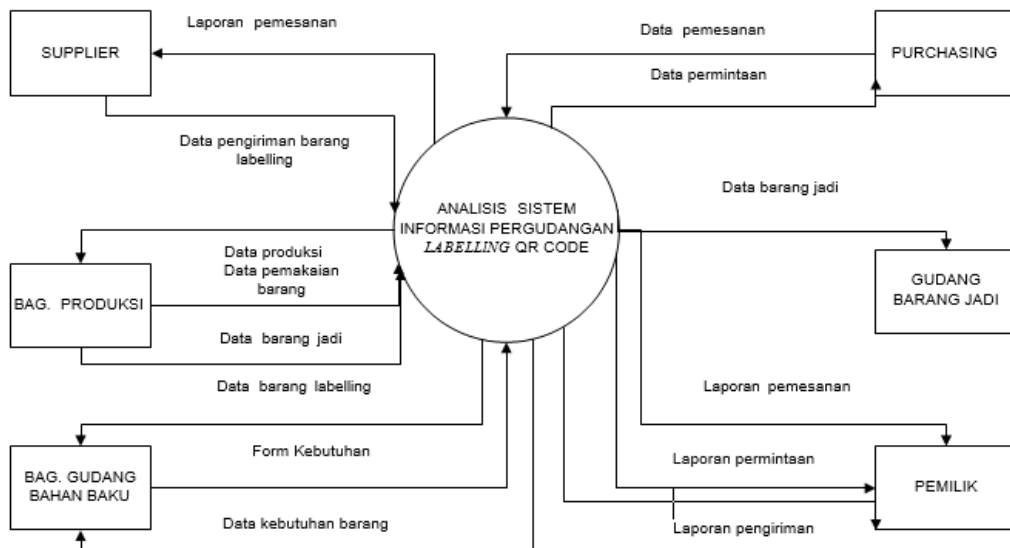 Laporan pemesanan
SUPPLIER
Data pemesanan
PURCHASING
Data permintaan
Data pengiriman barang
labelling
Data barang jadi
ANALISIS SISTEM
INFORMASI PERGUDANGAN
LABELLING QR CODE
Data produksi
Data pemakaian
barang
BAG. PRODUKSI
GUDANG
BARANG JADI
Data barang jadi
Data barang labelling
Laporan pemesanan
Form Kebutuhan
Laporan permintaan
BAG. GUDANG
BAHAN BAKU
PEMILIK
Data kebutuhan barang
Laporan pengiriman